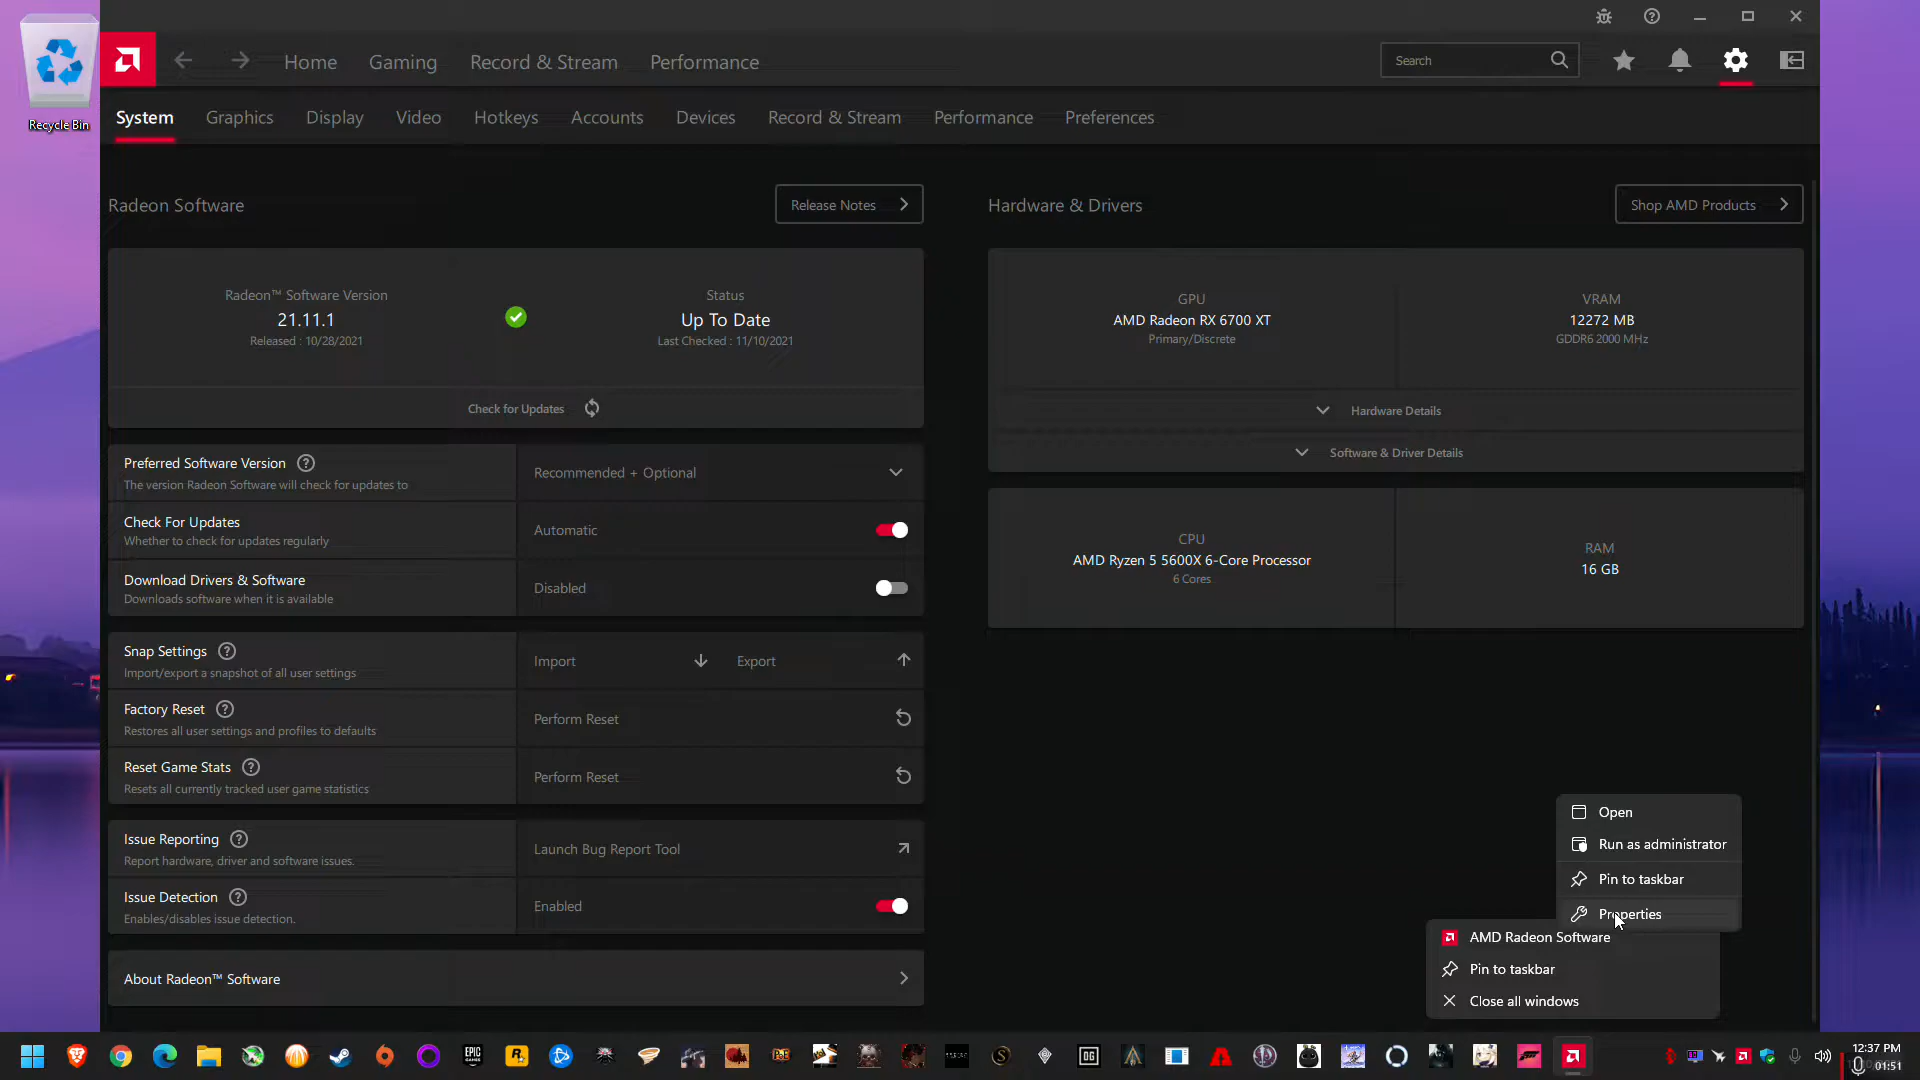 Recycle Bin
Home
Gaming
Record & Stream
Performance
Search
System
Graphics
Display
Video
Hotkeys
Accounts
Devices
Record & Stream
Performance
Preferences
Radeon Software
Release Notes
Radeon™ Software Version
21.11.1
Released : 10/28/2021
Status
Up To Date
Last Checked : 11/10/2021
Check for Updates
Preferred Software Version
The version Radeon Software will check for updates to
Recommended + Optional
Check For Updates
Whether to check for updates regularly
Automatic
Download Drivers & Software
Downloads software when it is available
Disabled
Snap Settings
Import/export a snapshot of all user settings
Import
Export
Factory Reset
Restores all user settings and profiles to defaults
Perform Reset
Reset Game Stats
Resets all currently tracked user game statistics
Perform Reset
Issue Reporting
Report hardware, driver and software issues.
Launch Bug Report Tool
Issue Detection
Enables/disables issue detection.
Enabled
About Radeon™ Software
Hardware & Drivers
Shop AMD Products
GPU
AMD Radeon RX 6700 XT
Primary/Discrete
VRAM
12272 MB
GDDR6 2000 MHz
Hardware Details
Software & Driver Details
CPU
AMD Ryzen 5 5600X 6-Core Processor
6 Cores
RAM
16 GB
Open
Run as administrator
Pin to taskbar
Properties
AMD Radeon Software
Pin to taskbar
Close all windows
EPIC
GAMES
R
OG
12:37 PM
01:51